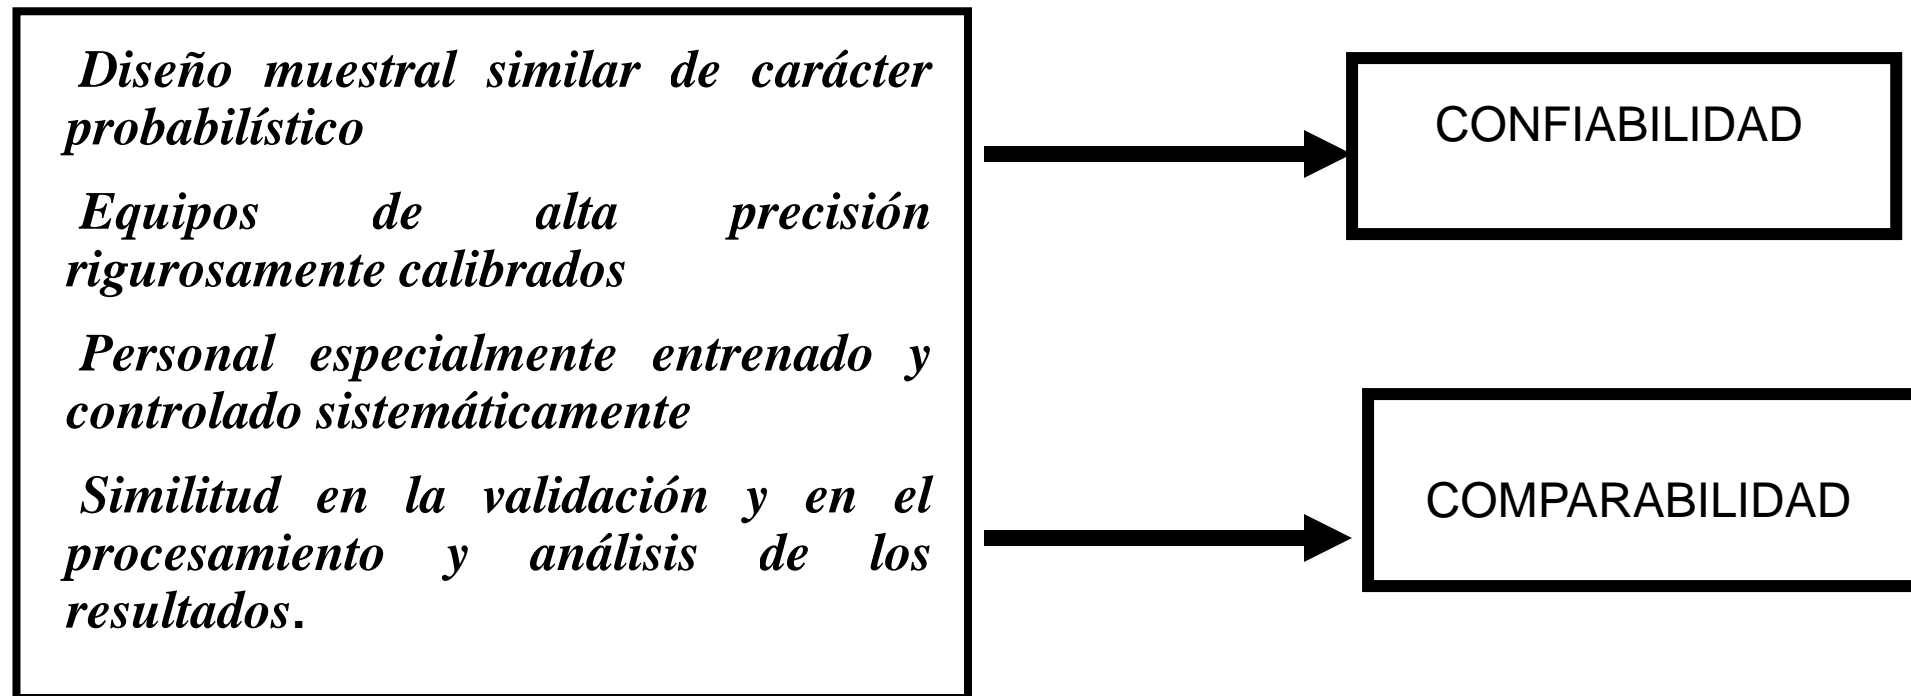 Diseño muestral similar de carácter
probabilístico
Equipos de alta precisión
rigurosamente calibrados
Personal especialmente entrenado y
controlado sistemáticamente
Similitud en la validación y en el
procesamiento y análisis de los
resultados.
CONFIABILIDAD
COMPARABILIDAD